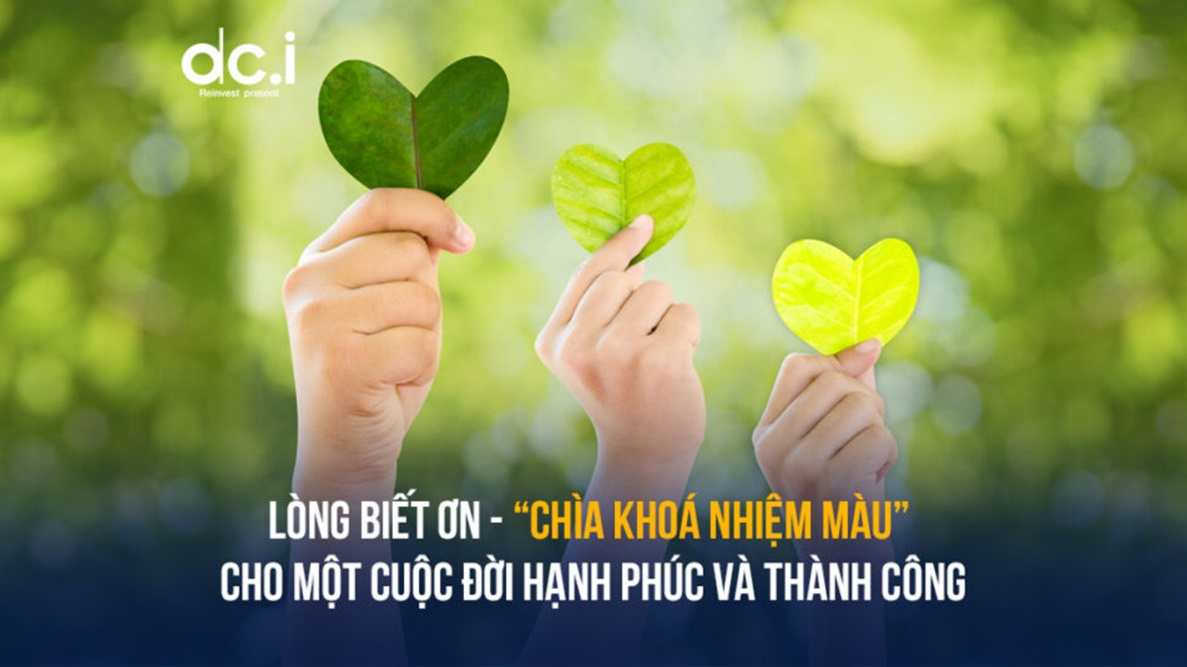 dc.i
Reinvest present
LÒNG BIẾT ƠN - “CHÌA KHOÁ NHIỆM MÀU”
CHO MỘT CUỘC ĐỜI HẠNH PHÚC VÀ THÀNH CÔNG